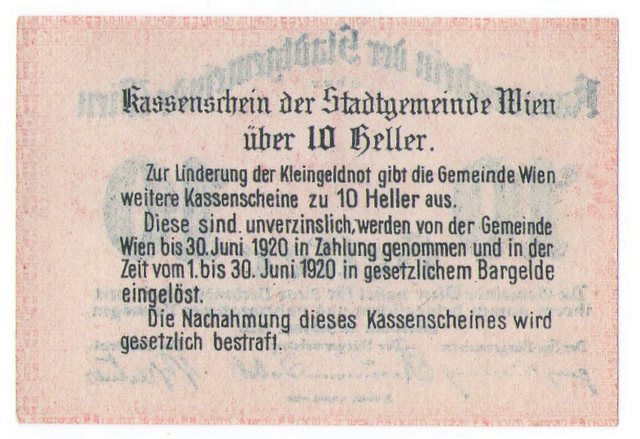 Kassenschein der Stadtgemeinde Wien
über 10 Heller.
Zur Linderung der Kleingeldnot gibt die Gemeinde Wien
weitere Kassenscheine zu 10 Heller aus.
Diese sind unverzinslich, werden von der Gemeinde
Wien bis 30. Juni 1920 in Zahlung genommen und in der
Zeit vom 1. bis 30. Juni 1920 in gesetzlichem Bargelde
eingelöst.
Die Nachahmung dieses Kassenscheines wird
gesetzlich bestraft.